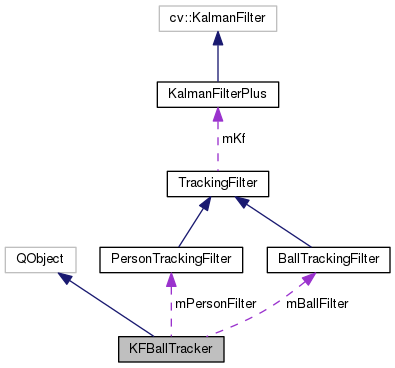 cv::KalmanFilter
KalmanFilterPlus
mKf
TrackingFilter
QObject
PersonTrackingFilter
BallTrackingFilter
mPersonFilter
mBallFilter
KFBallTracker